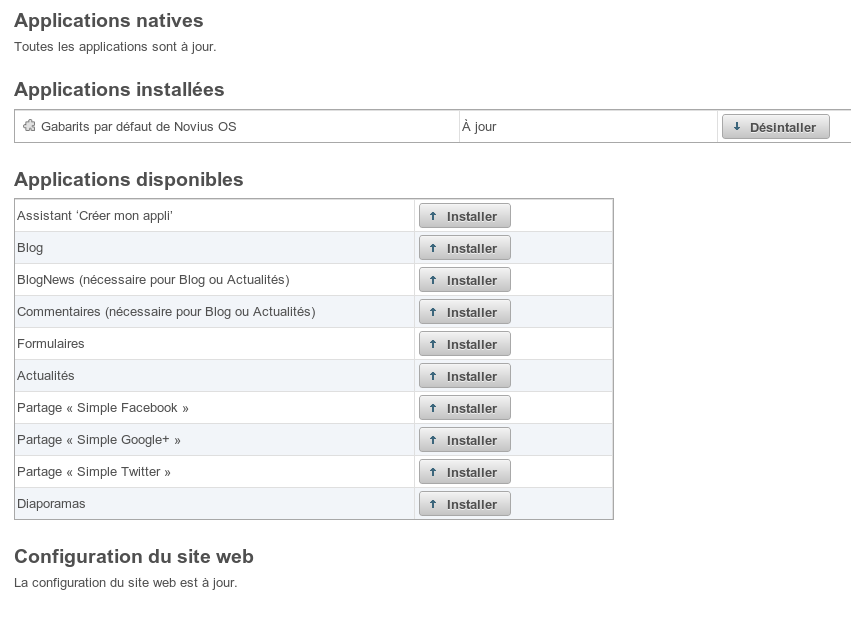 Applications natives
Toutes les applications sont à jour.
Applications installées
Gabarits par défaut de Novius OS À jour Désintaller
Applications disponibles
Assistant ‘Créer mon appli’ Installer
Blog Installer
BlogNews (nécessaire pour Blog ou Actualités) Installer
Commentaires (nécessaire pour Blog ou Actualités) Installer
Formulaires Installer
Actualités Installer
Partage « Simple Facebook » Installer
Partage « Simple Google+ » Installer
Partage « Simple Twitter » Installer
Diaporamas Installer
Configuration du site web
La configuration du site web est à jour.